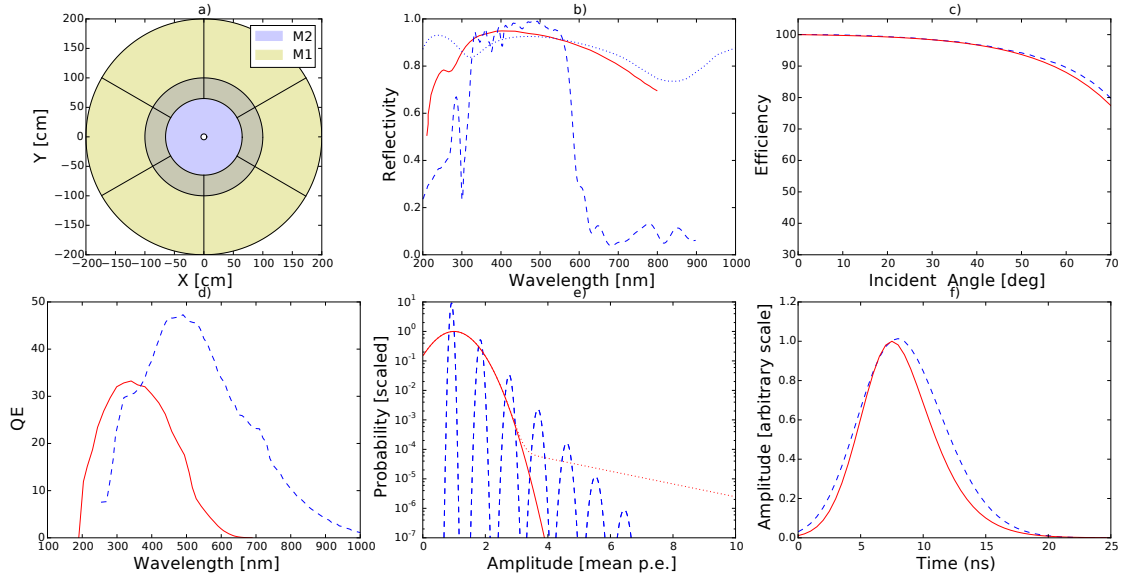 a)
200
150
100
50
0
−50
−100
−150
−200
Y [cm]
−200 −150 −100 −50 0 50 100 150 200
X [cm]
M2
M1
b)
1.0
0.8
0.6
0.4
0.2
0.0
Reflectivity
200 300 400 500 600 700 800 900 1000
Wavelength [nm]
c)
100
90
80
70
60
50
40
30
Efficiency
0 10 20 30 40 50 60 70
Incident Angle [deg]
d)
50
40
30
20
10
0
QE
100 200 300 400 500 600 700 800 900 1000
Wavelength [nm]
e)
10^1
10^0
10^-1
10^-2
10^-3
10^-4
10^-5
10^-6
10^-7
Probability [scaled]
0 2 4 6 8 10
Amplitude [mean p.e.]
f)
1.2
1.0
0.8
0.6
0.4
0.2
0.0
Amplitude [arbitrary scale]
0 5 10 15 20 25
Time (ns)